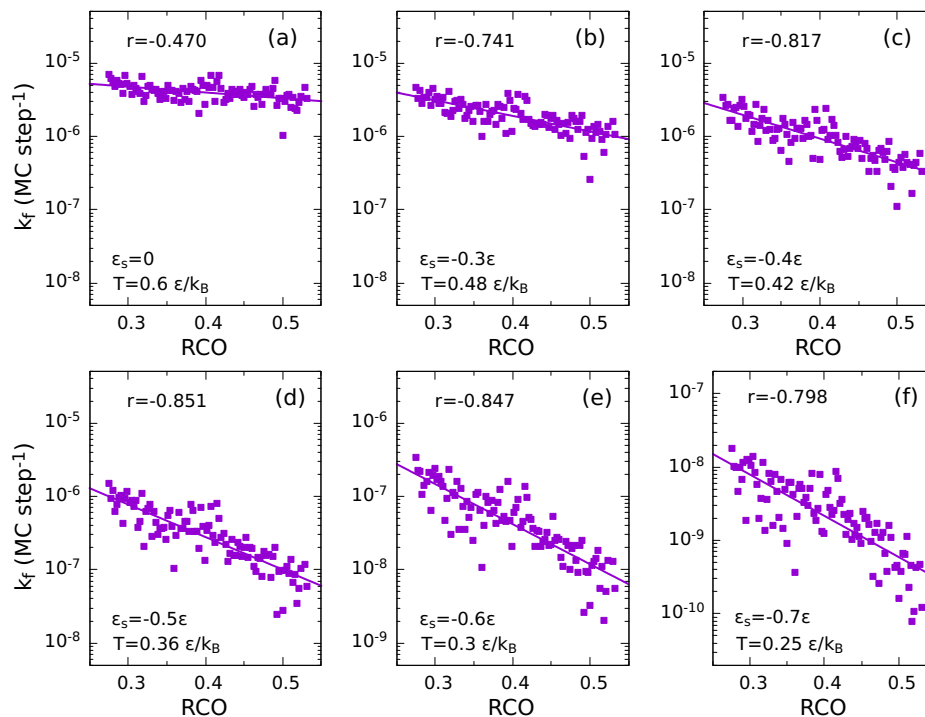 r=-0.470 (a)
r=-0.741 (b)
r=-0.817 (c)
10⁻⁵ 10⁻⁵ 10⁻⁵
10⁻⁶ 10⁻⁶ 10⁻⁶
10⁻⁷ 10⁻⁷ 10⁻⁷
10⁻⁸ 10⁻⁸ 10⁻⁸
k_f (MC step⁻¹)
ε_s=0
T=0.6 ε/k_B
ε_s=-0.3ε
T=0.48 ε/k_B
ε_s=-0.4ε
T=0.42 ε/k_B
0.3 0.4 0.5 0.3 0.4 0.5 0.3 0.4 0.5
RCO RCO RCO
r=-0.851 (d)
r=-0.847 (e)
r=-0.798 (f)
10⁻⁵ 10⁻⁶ 10⁻⁷
10⁻⁶ 10⁻⁷ 10⁻⁸
10⁻⁷ 10⁻⁸ 10⁻⁹
10⁻⁸ 10⁻⁹ 10⁻¹⁰
k_f (MC step⁻¹)
ε_s=-0.5ε
T=0.36 ε/k_B
ε_s=-0.6ε
T=0.3 ε/k_B
ε_s=-0.7ε
T=0.25 ε/k_B
0.3 0.4 0.5 0.3 0.4 0.5 0.3 0.4 0.5
RCO RCO RCO